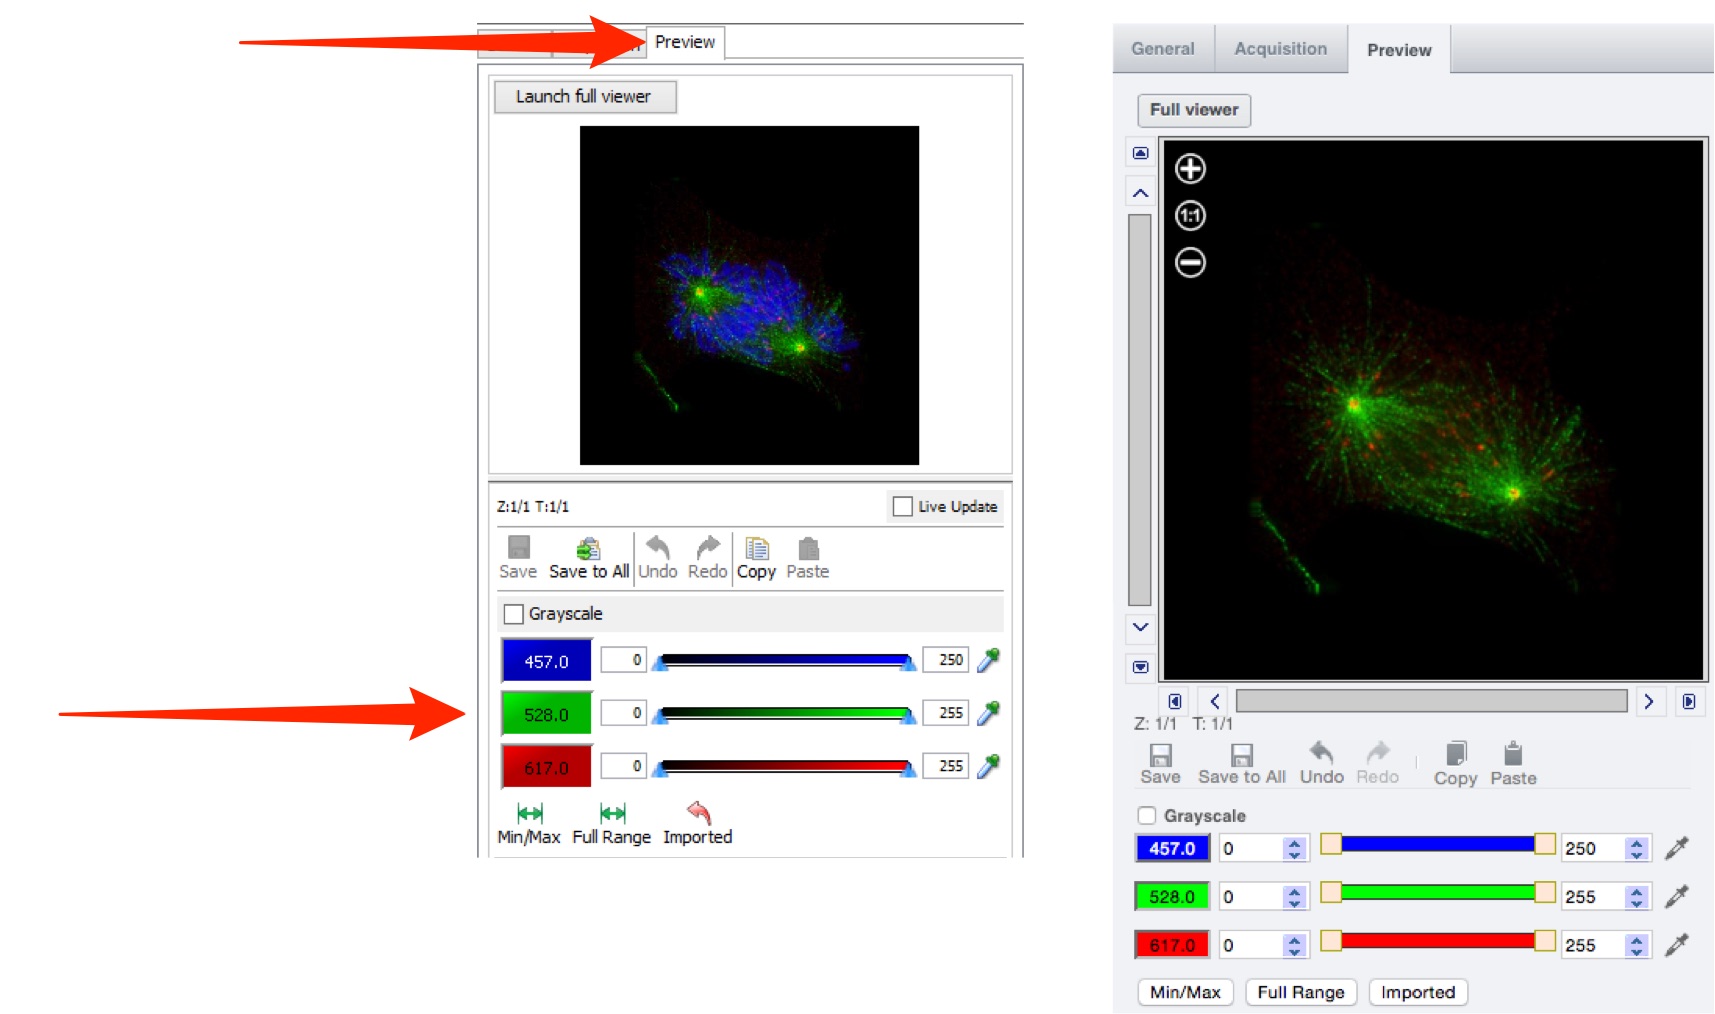 Preview
Launch full viewer
Z:1/1 T:1/1
Live Update
Save Save to All Undo Redo Copy Paste
Grayscale
457.0 0 250
528.0 0 255
617.0 0 255
Min/Max Full Range Imported
General Acquisition Preview
Full viewer
1:1
Z: 1/1 T: 1/1
Save Save to All Undo Redo Copy Paste
Grayscale
457.0 0 250
528.0 0 255
617.0 0 255
Min/Max Full Range Imported